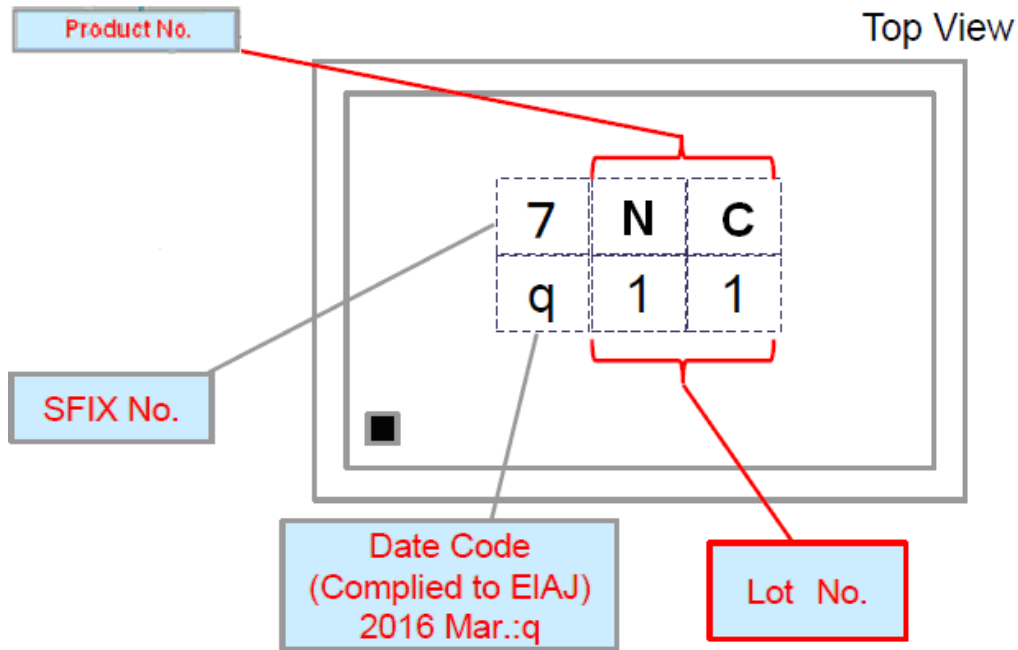 Product No.
Top View
7 N C
q 1 1
SFIX No.
Date Code
(Complied to EIAJ)
2016 Mar.:q
Lot No.